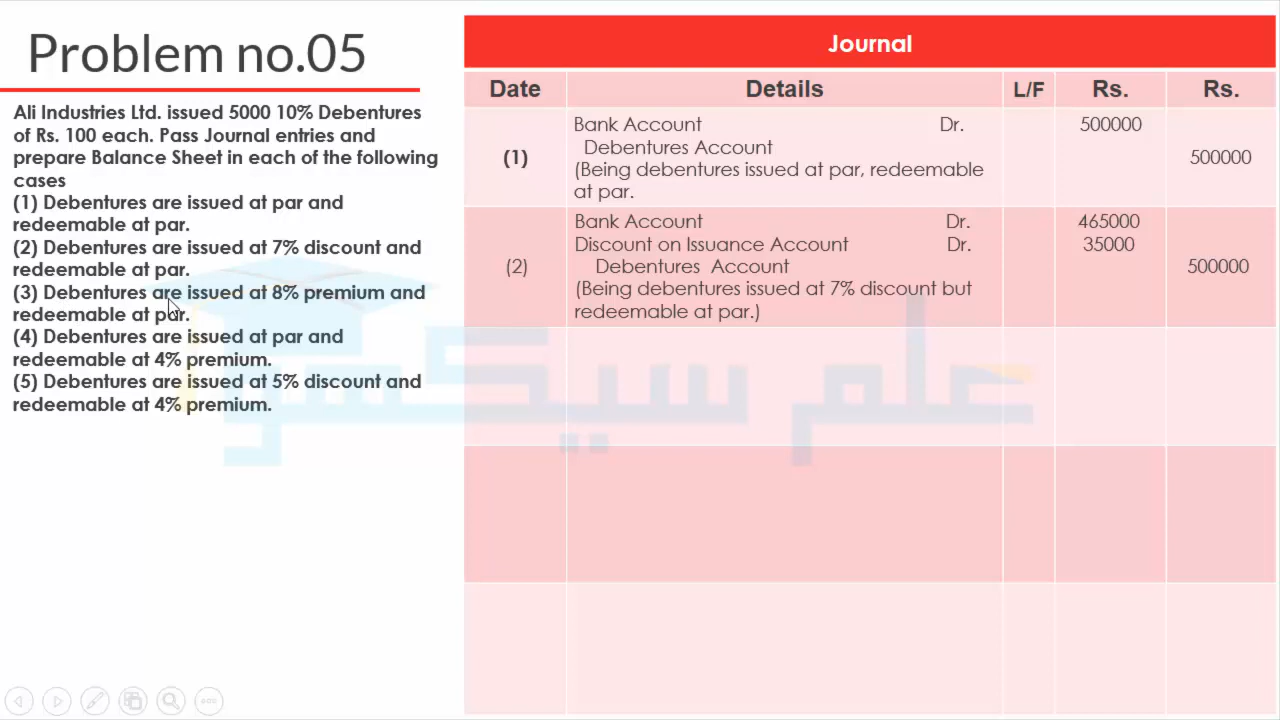 Problem no.05
Ali Industries Ltd. issued 5000 10% Debentures
of Rs. 100 each. Pass Journal entries and
prepare Balance Sheet in each of the following
cases
(1) Debentures are issued at par and
redeemable at par.
(2) Debentures are issued at 7% discount and
redeemable at par.
(3) Debentures are issued at 8% premium and
redeemable at par.
(4) Debentures are issued at par and
redeemable at 4% premium.
(5) Debentures are issued at 5% discount and
redeemable at 4% premium.
Journal
Date Details L/F Rs. Rs.
Bank Account Dr. 500000
Debentures Account
(1) 500000
(Being debentures issued at par, redeemable
at par.
Bank Account Dr. 465000
Discount on Issuance Account Dr. 35000
(2) Debentures Account 500000
(Being debentures issued at 7% discount but
redeemable at par.)
علم سیکھو